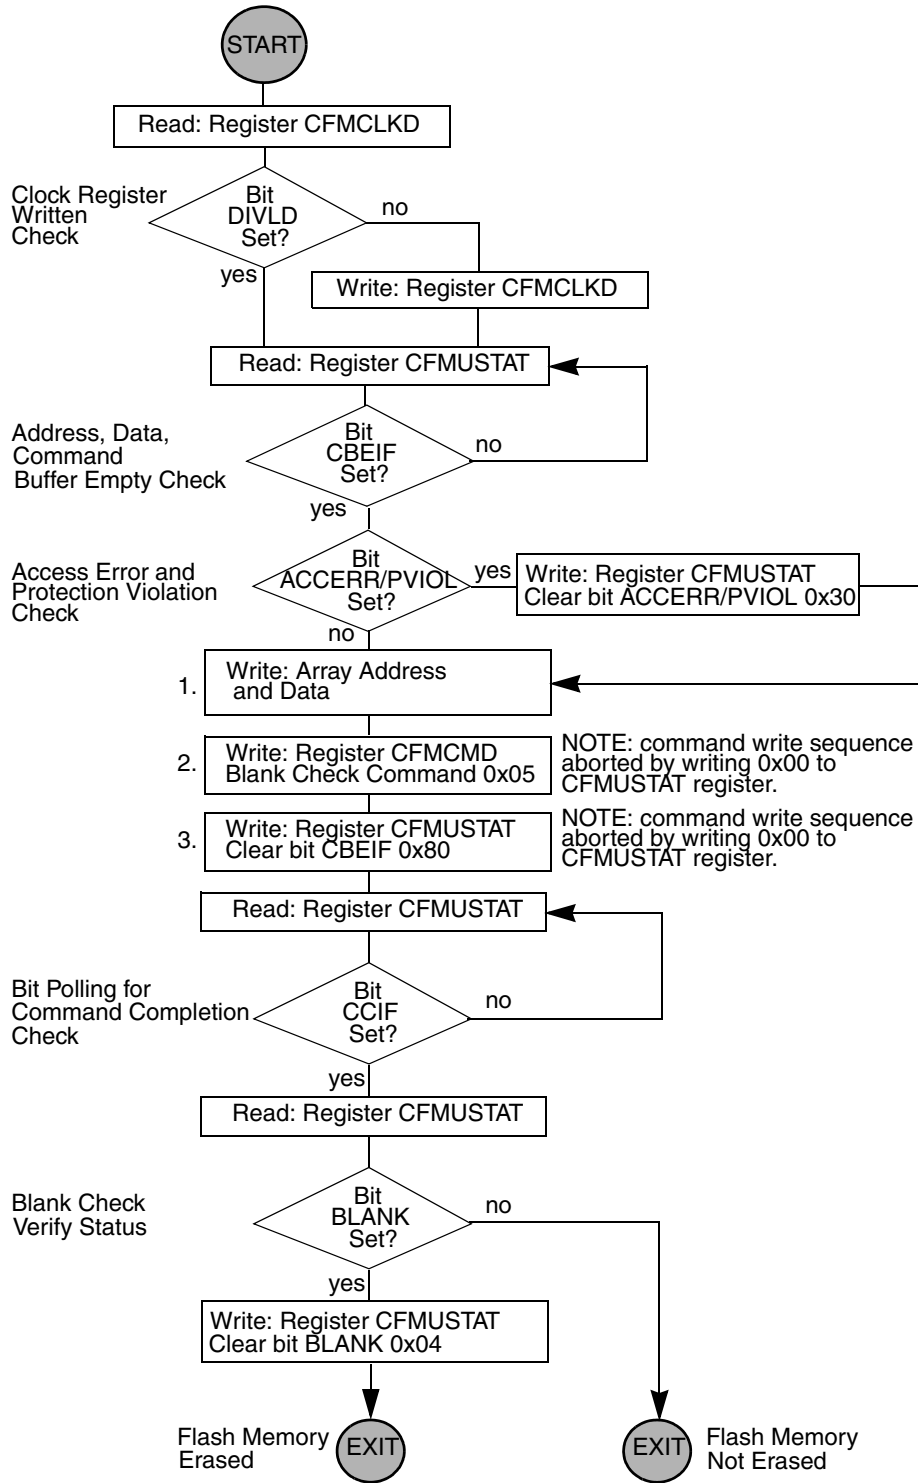 START
Read: Register CFMCLKD
Clock Register
Written
Check
Bit
DIVLD
Set?
no
yes
Write: Register CFMCLKD
Read: Register CFMUSTAT
Address, Data,
Command
Buffer Empty Check
Bit
CBEIF
Set?
no
yes
Access Error and
Protection Violation
Check
Bit
ACCERR/PVIOL
Set?
yes
Write: Register CFMUSTAT
Clear bit ACCERR/PVIOL 0x30
no
1.
Write: Array Address
and Data
2.
Write: Register CFMCMD
Blank Check Command 0x05
NOTE: command write sequence
aborted by writing 0x00 to
CFMUSTAT register.
3.
Write: Register CFMUSTAT
Clear bit CBEIF 0x80
NOTE: command write sequence
aborted by writing 0x00 to
CFMUSTAT register.
Read: Register CFMUSTAT
Bit Polling for
Command Completion
Check
Bit
CCIF
Set?
no
yes
Read: Register CFMUSTAT
Blank Check
Verify Status
Bit
BLANK
Set?
no
yes
Write: Register CFMUSTAT
Clear bit BLANK 0x04
Flash Memory
Erased
EXIT
EXIT
Flash Memory
Not Erased